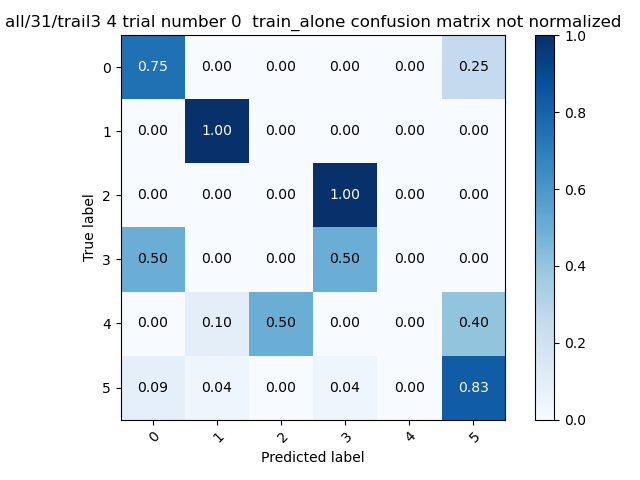 all/31/trail3 4 trial number 0  train_alone confusion matrix not normalized
True label
0 0.75 0.00 0.00 0.00 0.00 0.25
1 0.00 1.00 0.00 0.00 0.00 0.00
2 0.00 0.00 0.00 1.00 0.00 0.00
3 0.50 0.00 0.00 0.50 0.00 0.00
4 0.00 0.10 0.50 0.00 0.00 0.40
5 0.09 0.04 0.00 0.04 0.00 0.83
0 1 2 3 4 5
Predicted label
1.0
0.8
0.6
0.4
0.2
0.0